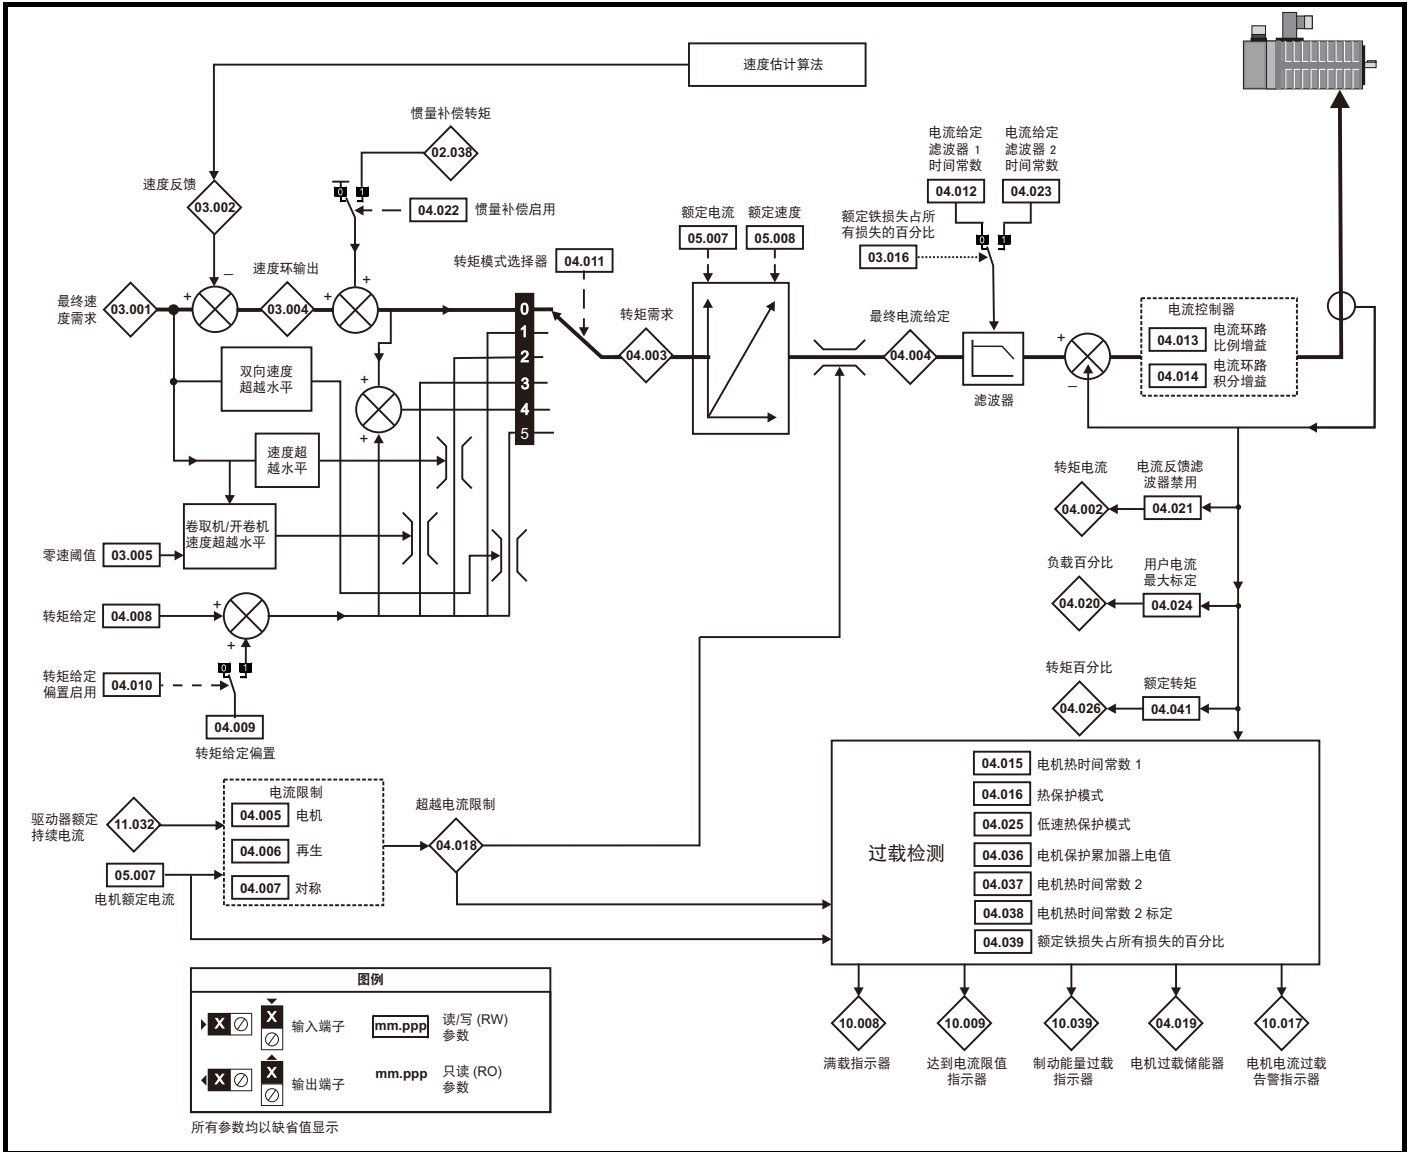 速度估计算法
惯量补偿转矩
02.038
速度反馈
03.002
0 1
04.022 惯量补偿启用
电流给定
滤波器 1
时间常数
04.012
电流给定
滤波器 2
时间常数
04.023
额定铁损失占所
有损失的百分比
03.016
0 1
额定电流
05.007
额定速度
05.008
转矩模式选择器 04.011
速度环输出
03.004
最终速
度需求
03.001
+ −
+ +
0
1
2
3
4
5
转矩需求
04.003
最终电流给定
04.004
滤波器
+
−
电流控制器
04.013 电流环路
比例增益
04.014 电流环路
积分增益
双向速度
超越水平
+
+
速度超
越水平
卷取机/开卷机
速度超越水平
零速阈值 03.005
转矩给定 04.008
+
+
0 1
转矩给定
偏置启用 04.010
04.009
转矩给定偏置
转矩电流
04.002
电流反馈滤
波器禁用
04.021
负载百分比
04.020
用户电流
最大标定
04.024
转矩百分比
04.026
额定转矩
04.041
驱动器额定
持续电流
11.032
05.007
电机额定电流
电流限制
04.005 电机
04.006 再生
04.007 对称
超越电流限制
04.018
过载检测
04.015 电机热时间常数 1
04.016 热保护模式
04.025 低速热保护模式
04.036 电机保护累加器上电值
04.037 电机热时间常数 2
04.038 电机热时间常数 2 标定
04.039 额定铁损失占所有损失的百分比
10.008
满载指示器
10.009
达到电流限值
指示器
10.039
制动能量过载
指示器
04.019
电机过载储能器
10.017
电机电流过载
告警指示器
图例
X X 输入端子
mm.ppp 读/写 (RW)
参数
X X 输出端子
mm.ppp 只读 (RO)
参数
所有参数均以缺省值显示